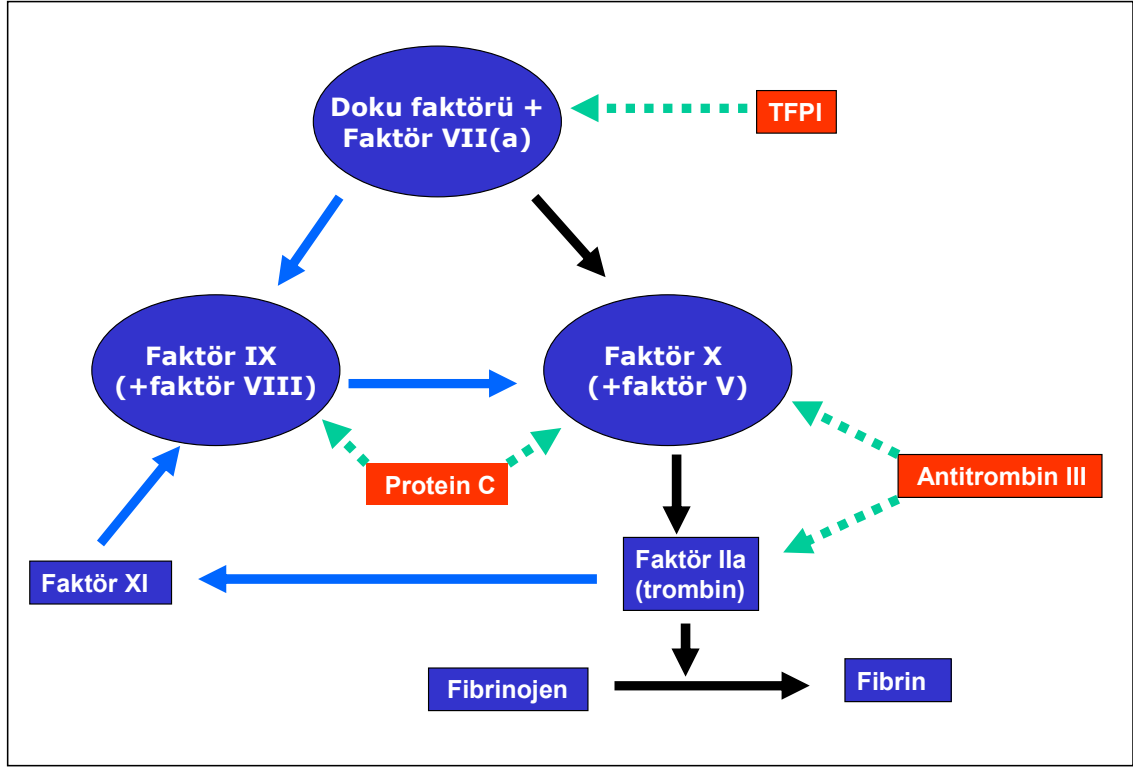 Doku faktörü +
Faktör VII(a)
TFPI
Faktör IX
(+faktör VIII)
Faktör X
(+faktör V)
Protein C
Antitrombin III
Faktör XI
Faktör IIa
(trombin)
Fibrinojen
Fibrin